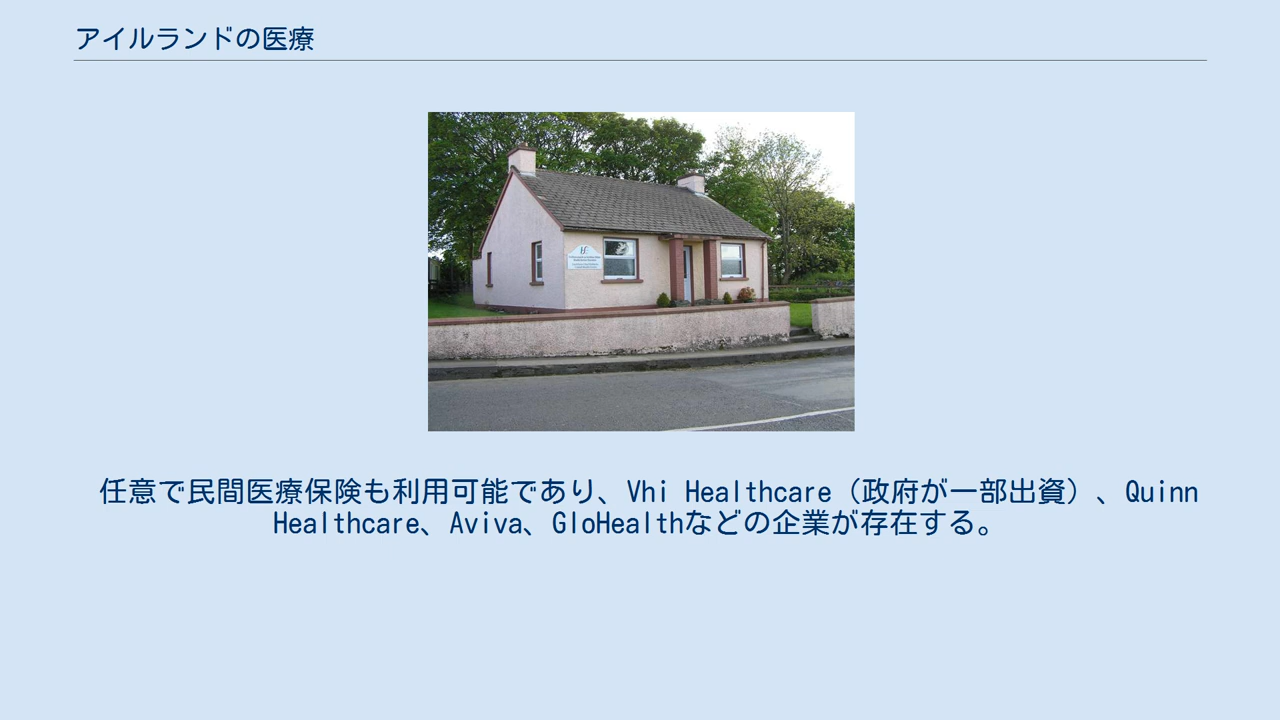 アイルランドの医療
任意で民間医療保険も利用可能であり、Vhi Healthcare（政府が一部出資）、Quinn
Healthcare、Aviva、GloHealthなどの企業が存在する。